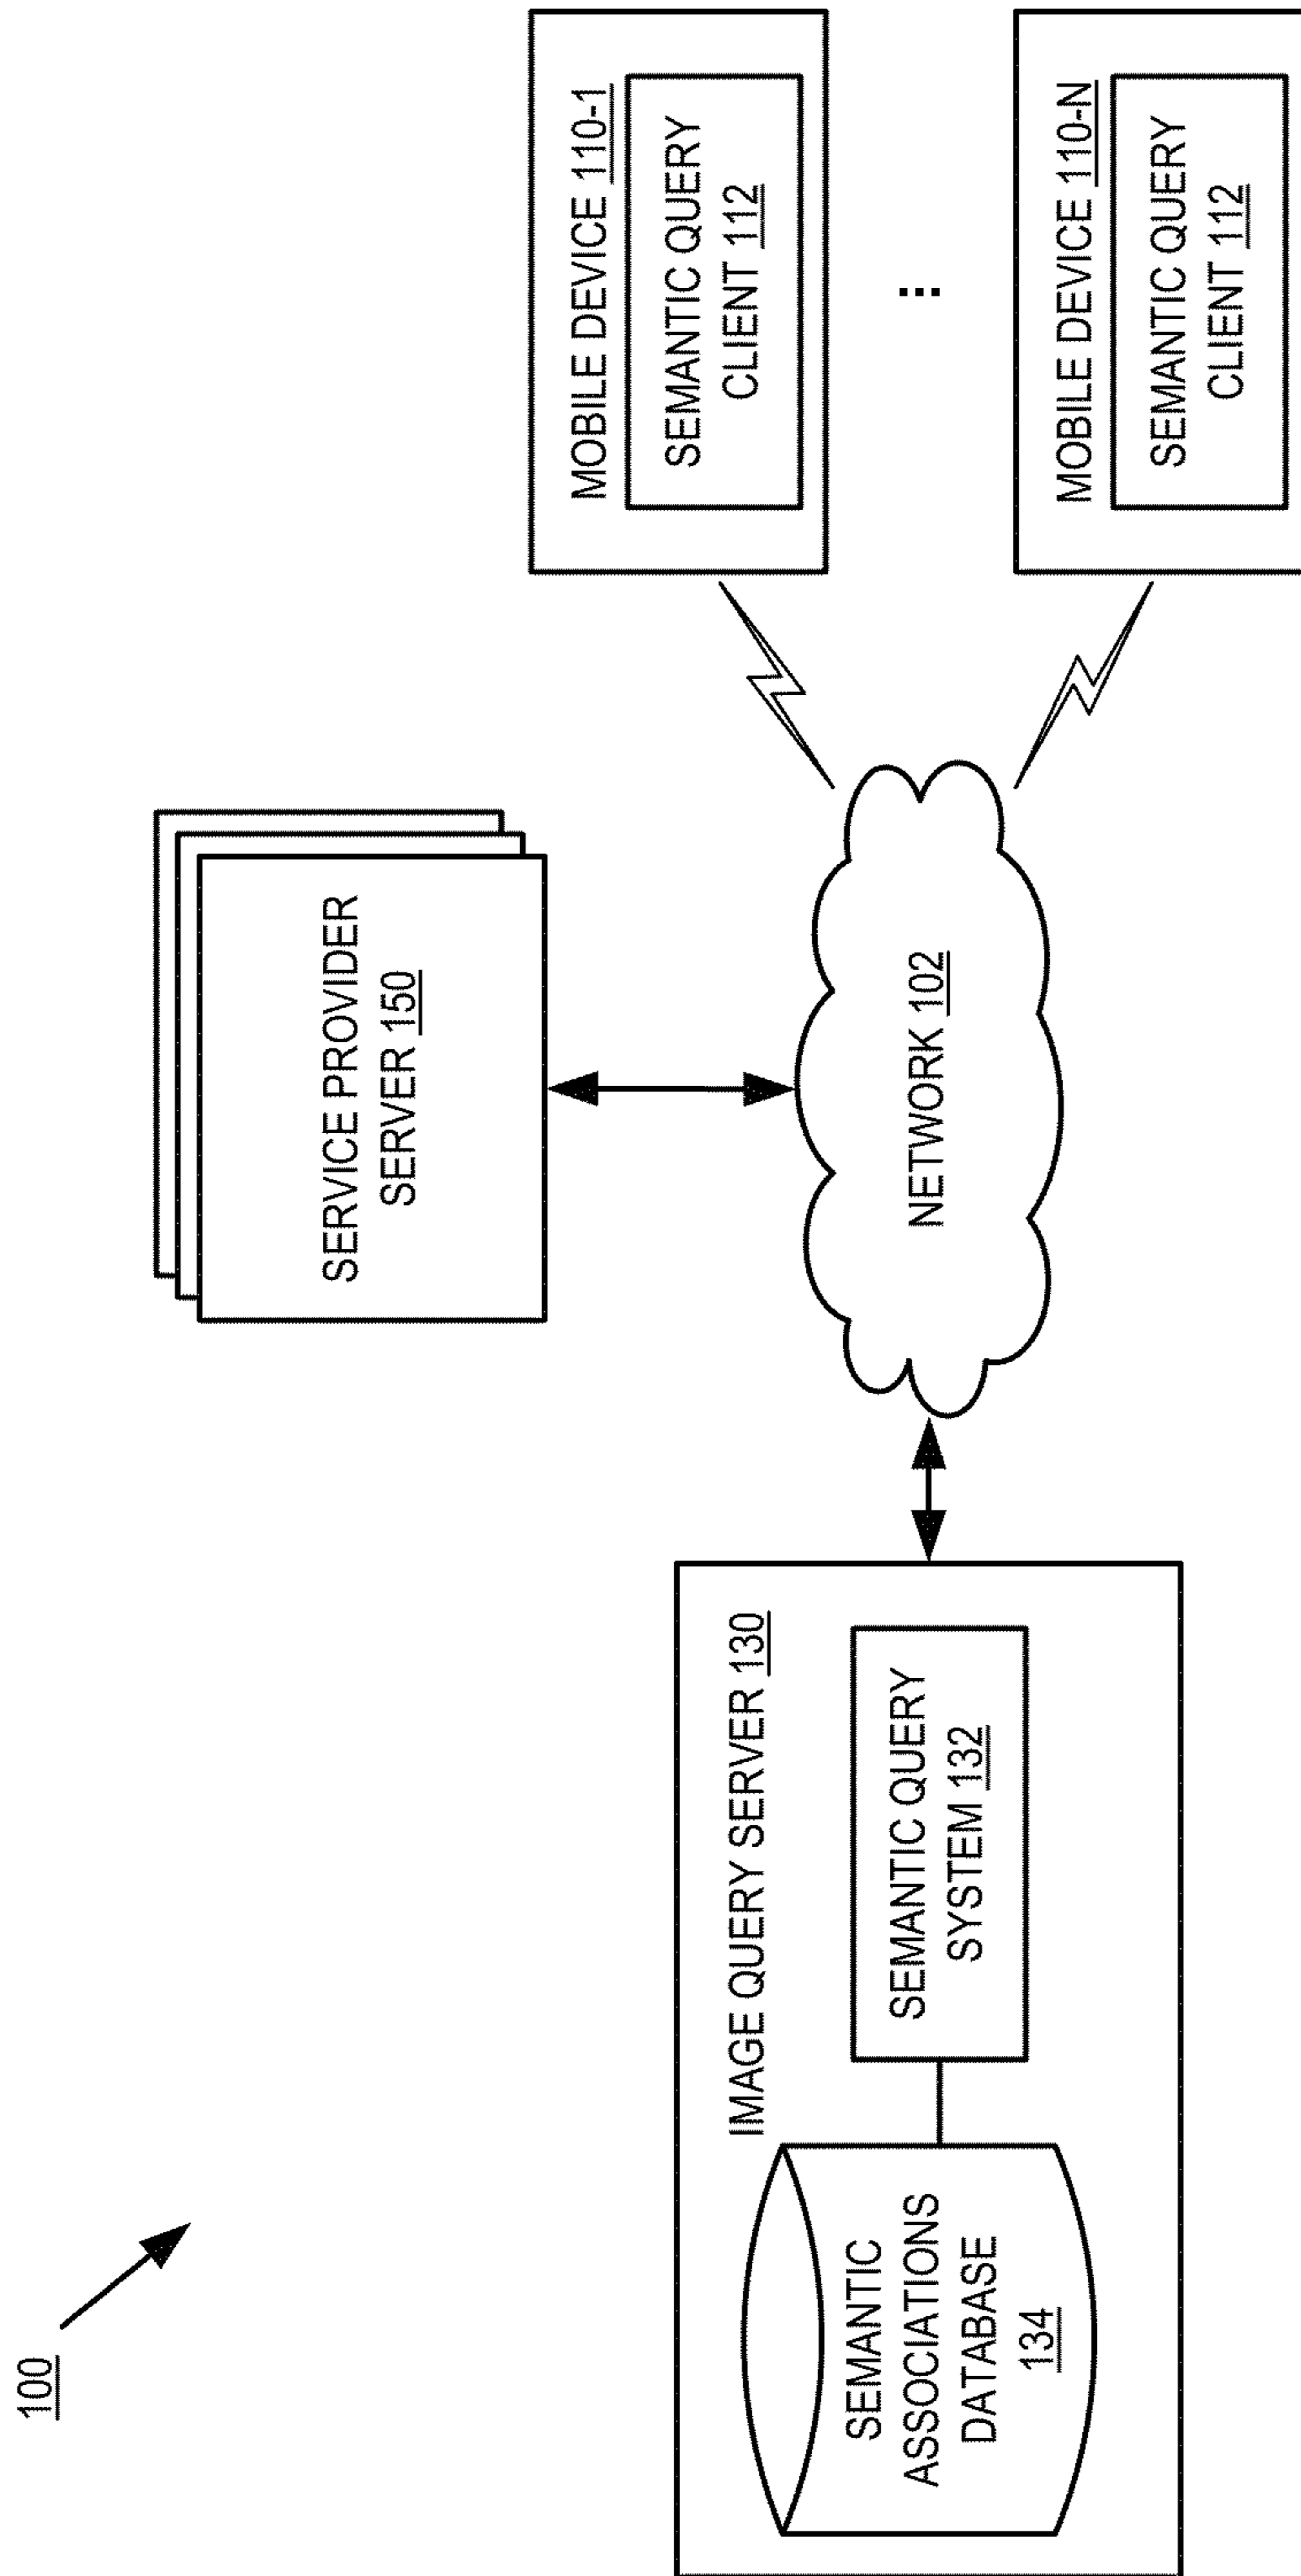 100
SERVICE PROVIDER
SERVER 150
MOBILE DEVICE 110-1
SEMANTIC QUERY
CLIENT 112
...
MOBILE DEVICE 110-N
SEMANTIC QUERY
CLIENT 112
NETWORK 102
IMAGE QUERY SERVER 130
SEMANTIC QUERY
SYSTEM 132
SEMANTIC
ASSOCIATIONS
DATABASE
134